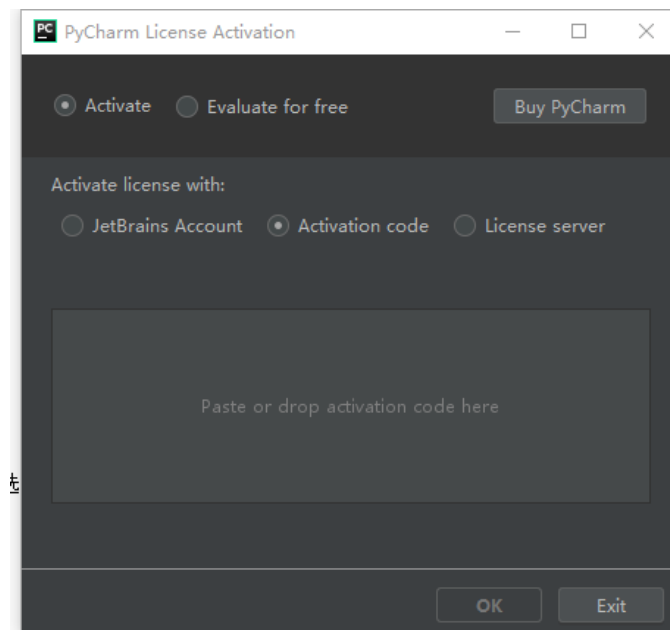 PC PyCharm License Activation
Activate Evaluate for free Buy PyCharm
Activate license with:
JetBrains Account Activation code License server
Paste or drop activation code here
OK Exit